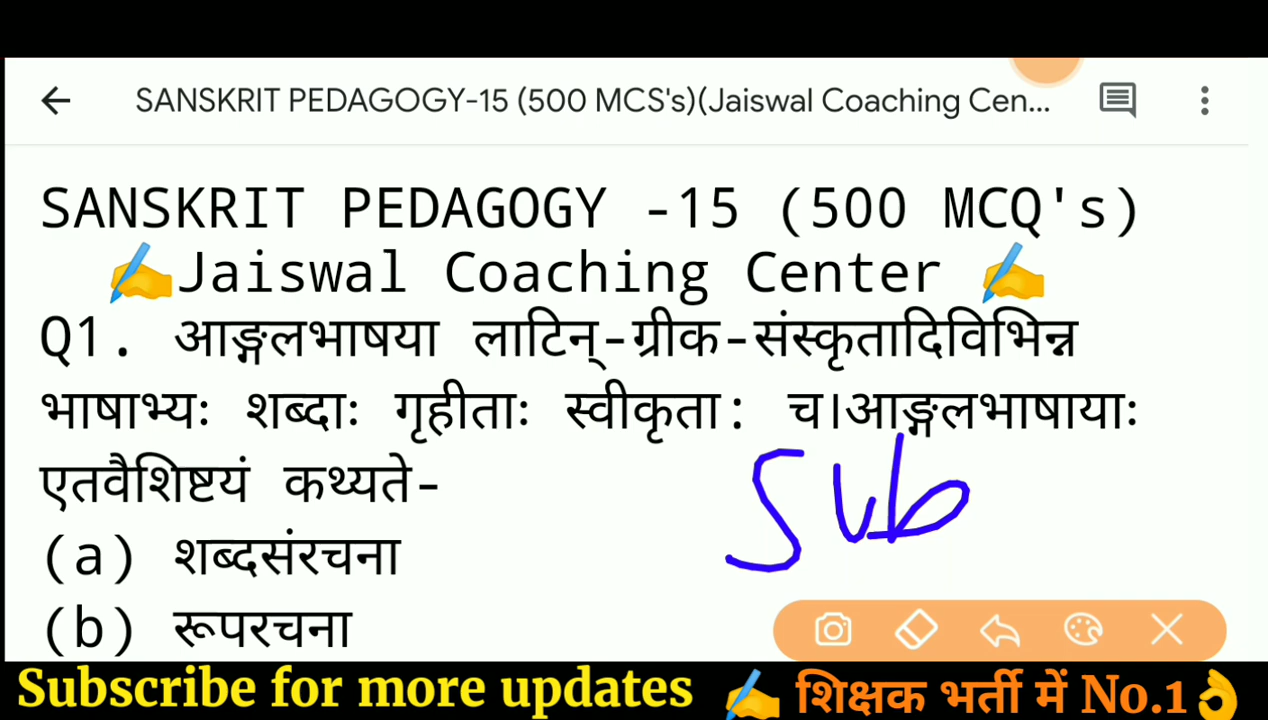 SANSKRIT PEDAGOGY-15 (500 MCS's)(Jaiswal Coaching Cen...
SANSKRIT PEDAGOGY -15 (500 MCQ's)
✍Jaiswal Coaching Center ✍
Q1. आङ्गलभाषया लाटिन्-ग्रीक-संस्कृतादिविभिन्न
भाषाभ्यः शब्दाः गृहीताः स्वीकृता: च।आङ्गलभाषायाः
एतवैशिष्टयं कथ्यते-
Sub
(a) शब्दसंरचना
(b) रूपरचना
Subscribe for more updates ✍ शिक्षक भर्ती में No.1👌